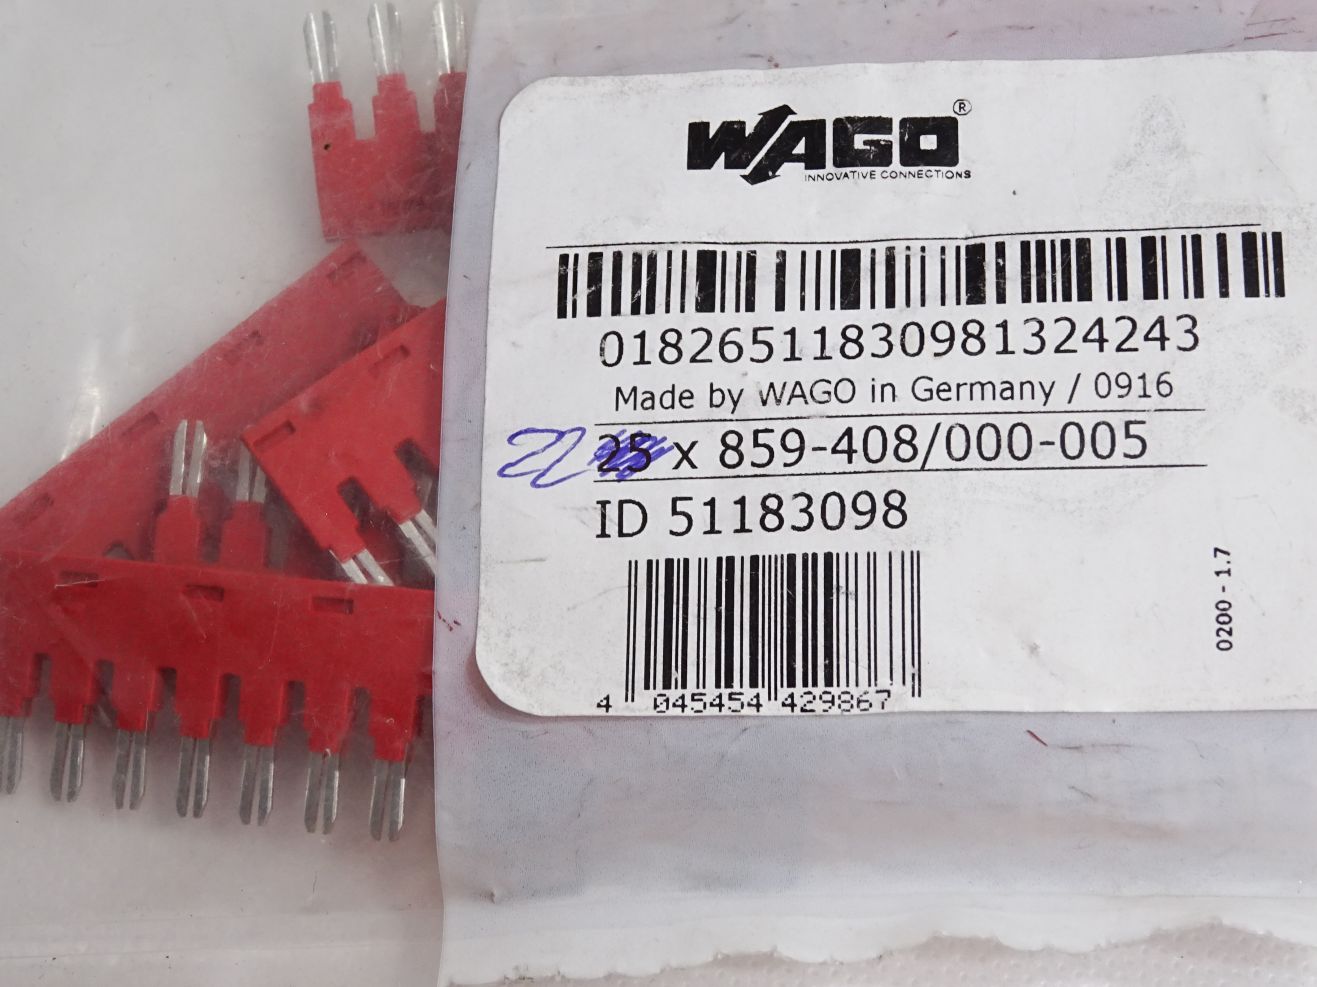 WAGO®
INNOVATIVE CONNECTIONS
01826511830981324243
Made by WAGO in Germany / 0916
22 25 x 859-408/000-005
ID 51183098
4 045454 429867
0200 - 1.7